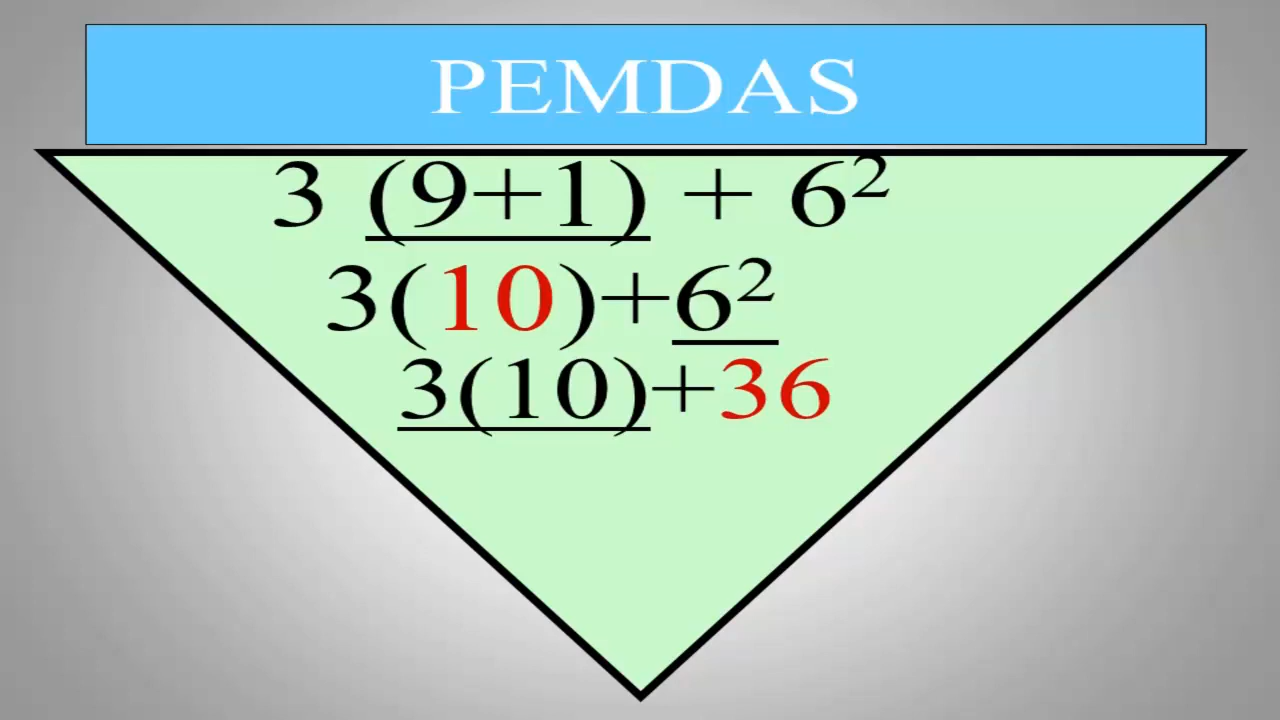 PEMDAS
3 (9+1) + 6²
3(10)+6²
3(10)+36